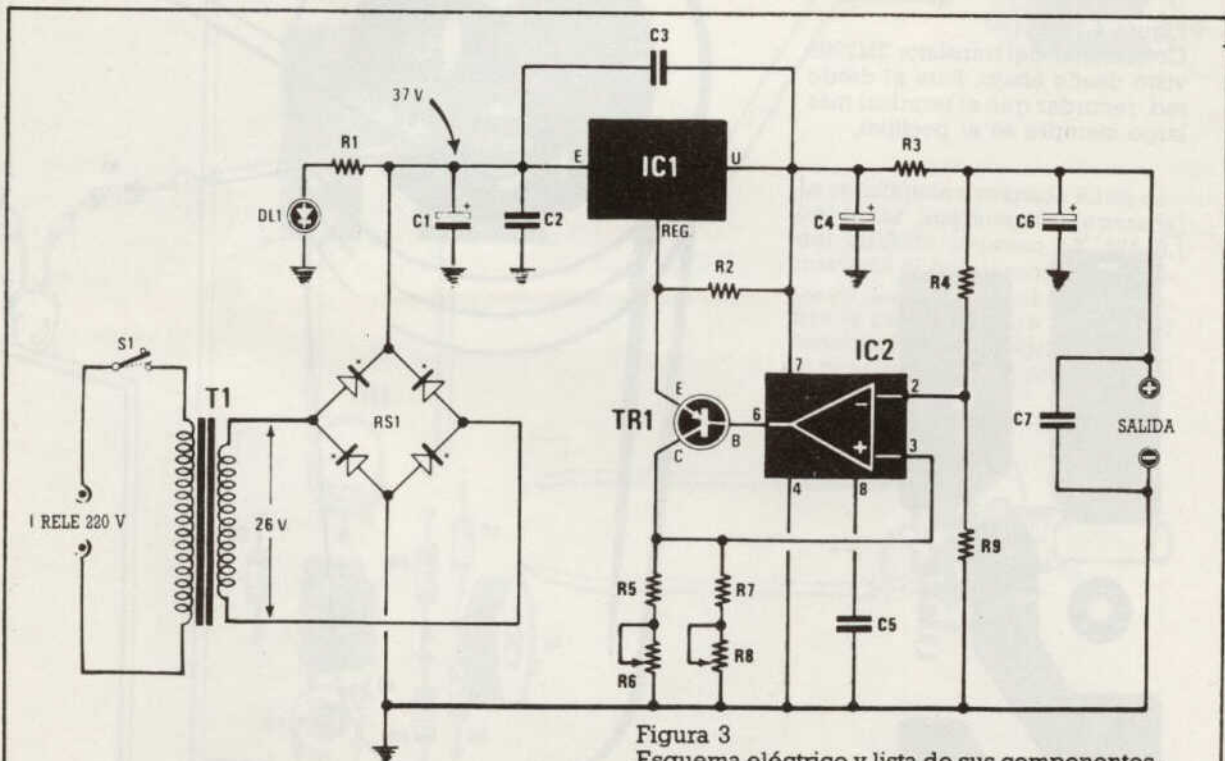 C3
37 V
R1
E
IC1
U
R3
DL1
C1
+
C2
REG.
C4
+
C6
+
R2
R4
S1
IC2
T1
7
E
2
-
RS1
TR1
6
B
+
3
C7
+
SALIDA
-
C
4
8
I RELE 220 V
26 V
R9
R5
R7
C5
R6
R8
Figura 3
Esquema eléctrico y lista de sus componentes